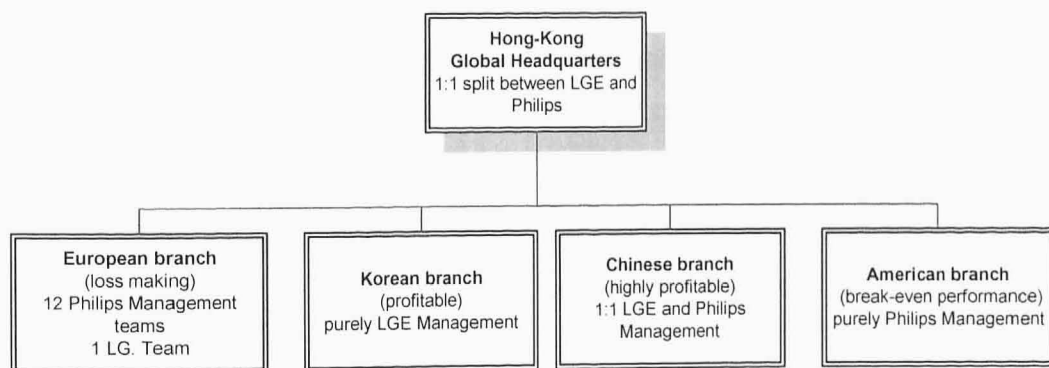 Hong-Kong
Global Headquarters
1:1 split between LGE and
Philips
European branch
(loss making)
12 Philips Management
teams
1 LG. Team
Korean branch
(profitable)
purely LGE Management
Chinese branch
(highly profitable)
1:1 LGE and Philips
Management
American branch
(break-even performance)
purely Philips Management